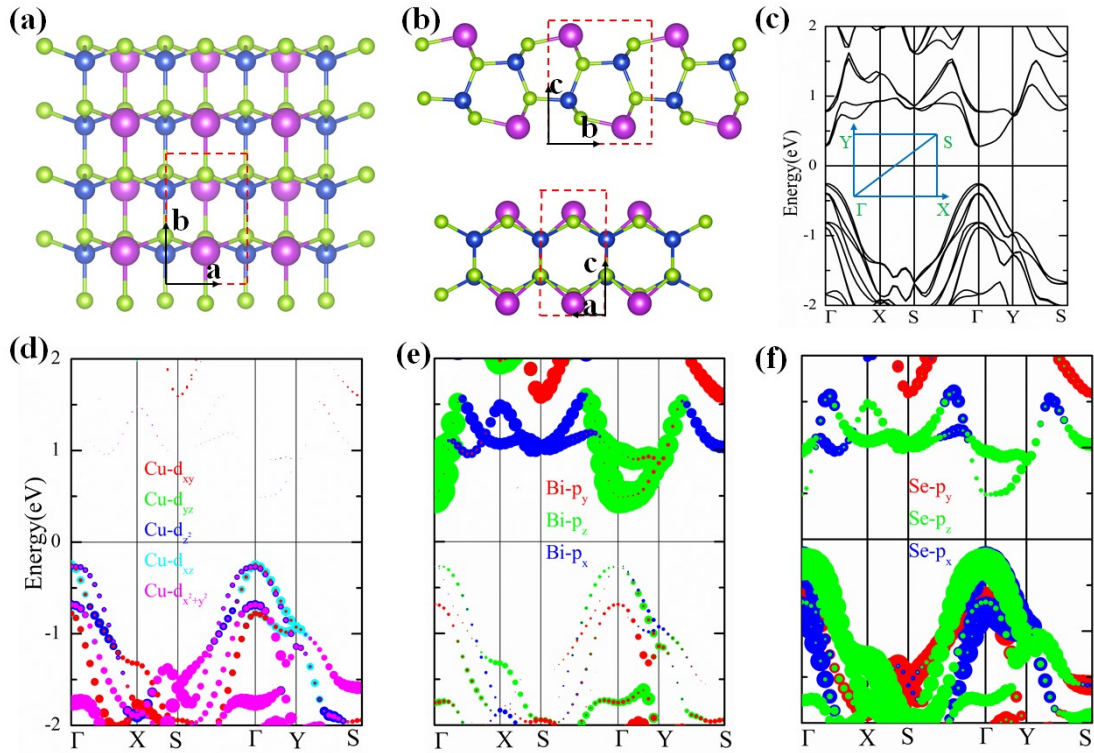 (a)
b
a
(b)
c
b
c
a
(c)
2
1
0
-1
-2
Energy(eV)
Y
S
Γ
X
Γ
X
S
Γ
Y
S
(d)
2
1
0
-1
-2
Energy(eV)
Cu-dxy
Cu-dyz
Cu-dz²
Cu-dxz
Cu-dx²+y²
Γ
X
S
Γ
Y
S
(e)
Bi-py
Bi-pz
Bi-px
Γ
X
S
Γ
Y
S
(f)
Se-py
Se-pz
Se-px
Γ
X
S
Γ
Y
S